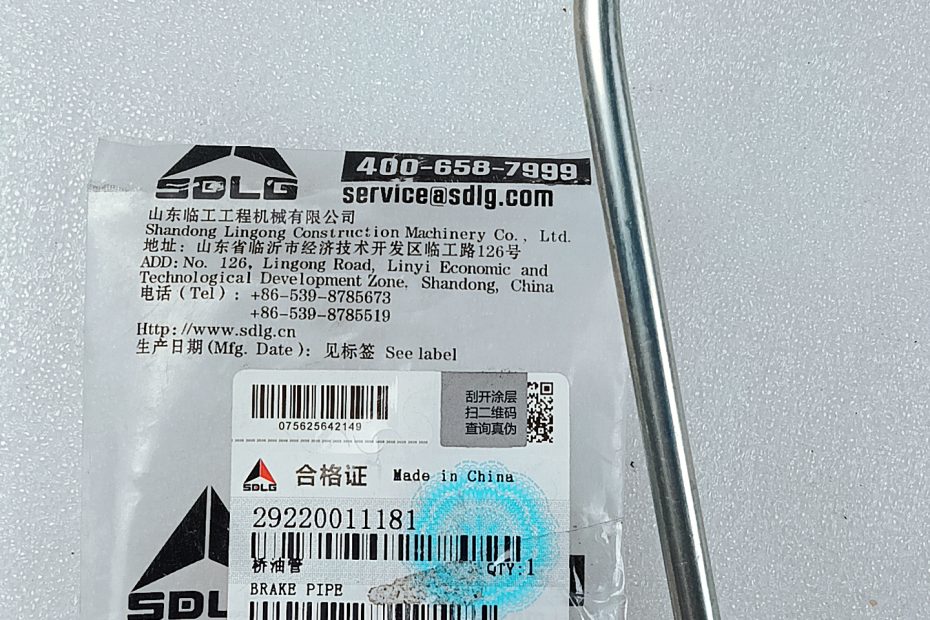 SDLG
400-658-7999
service@sdlg.com
山东临工工程机械有限公司
Shandong Lingong Construction Machinery Co., Ltd.
地址：山东省临沂市经济技术开发区临工路126号
ADD: No. 126, Lingong Road, Linyi Economic and
Technological Development Zone, Shandong, China
电话（Tel）：+86-539-8785673
+86-539-8785519
Http://www.sdlg.cn
生产日期(Mfg. Date)：见标签 See label
075625642149
刮开涂层
扫二维码
查询真伪
SDLG
合格证 Made in China
29220011181
桥油管 QTY:1
BRAKE PIPE
SDLG